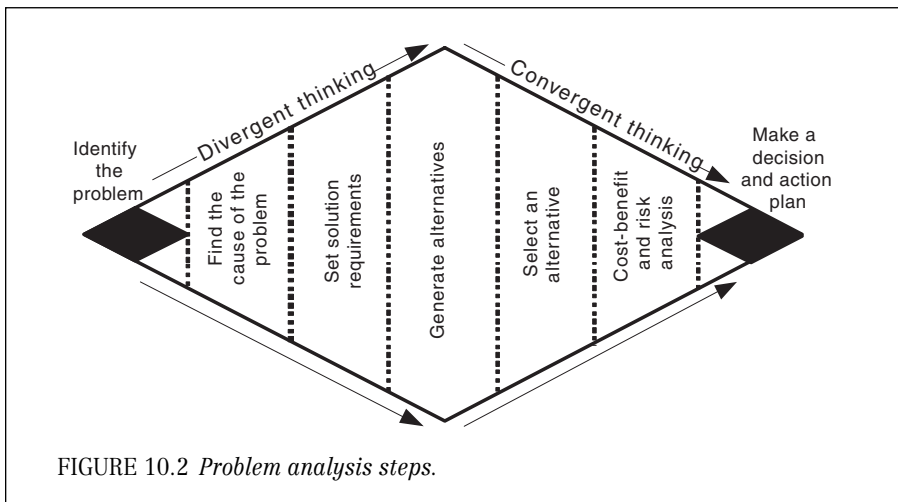 Divergent thinking
Convergent thinking
Identify
the
problem
Find the
cause of the
problem
Set solution
requirements
Generate alternatives
Select an
alternative
Cost-benefit
and risk
analysis
Make a
decision
and action
plan
FIGURE 10.2 Problem analysis steps.